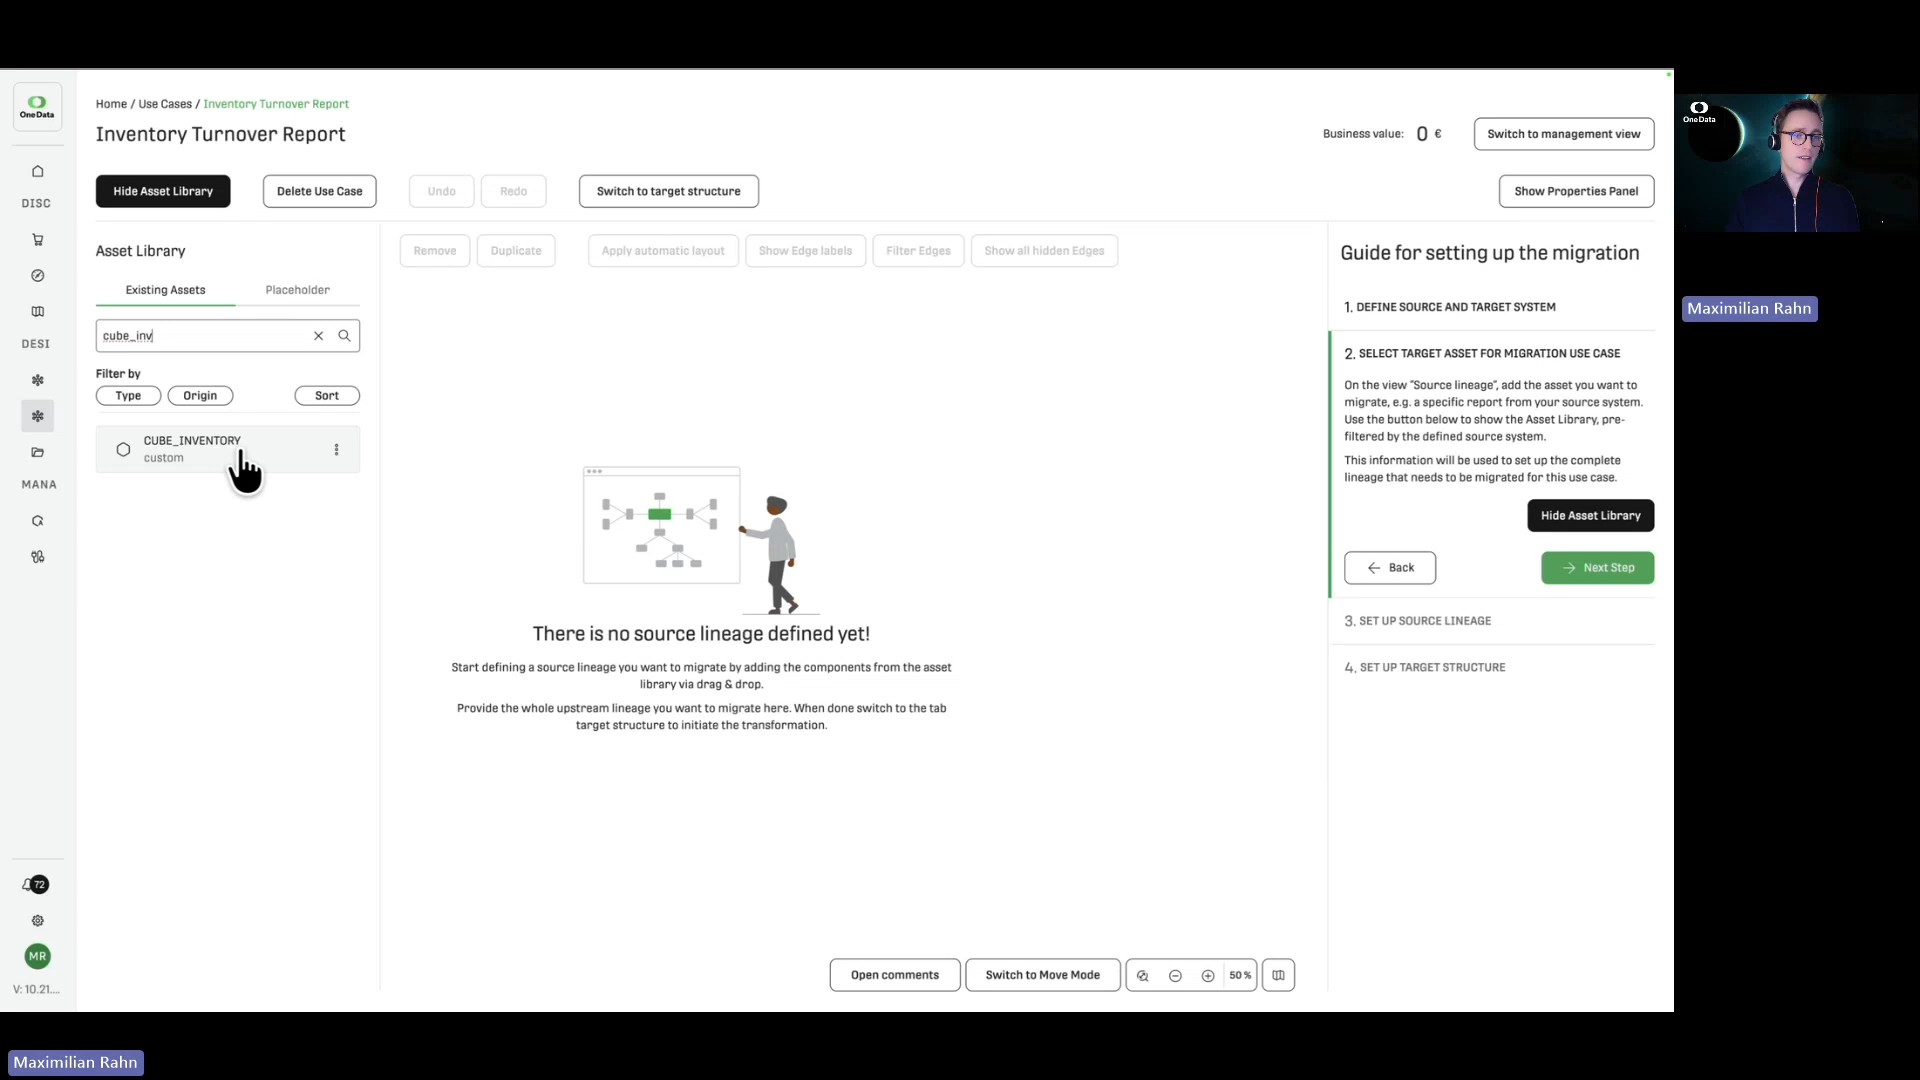 One Data
DISC
DESI
MANA
72
MR
V: 10.21....
Home / Use Cases / Inventory Turnover Report
Inventory Turnover Report
Business value: 0 €
Switch to management view
Hide Asset Library
Delete Use Case
Undo
Redo
Switch to target structure
Show Properties Panel
Asset Library
Existing Assets
Placeholder
cube_inv
Filter by
Type
Origin
Sort
CUBE_INVENTORY
custom
Remove
Duplicate
Apply automatic layout
Show Edge labels
Filter Edges
Show all hidden Edges
There is no source lineage defined yet!
Start defining a source lineage you want to migrate by adding the components from the asset
library via drag & drop.
Provide the whole upstream lineage you want to migrate here. When done switch to the tab
target structure to initiate the transformation.
Open comments
Switch to Move Mode
50 %
Guide for setting up the migration
1. DEFINE SOURCE AND TARGET SYSTEM
2. SELECT TARGET ASSET FOR MIGRATION USE CASE
On the view "Source lineage", add the asset you want to
migrate, e.g. a specific report from your source system.
Use the button below to show the Asset Library, pre-
filtered by the defined source system.
This information will be used to set up the complete
lineage that needs to be migrated for this use case.
Hide Asset Library
Back
Next Step
3. SET UP SOURCE LINEAGE
4. SET UP TARGET STRUCTURE
One Data
Maximilian Rahn
Maximilian Rahn